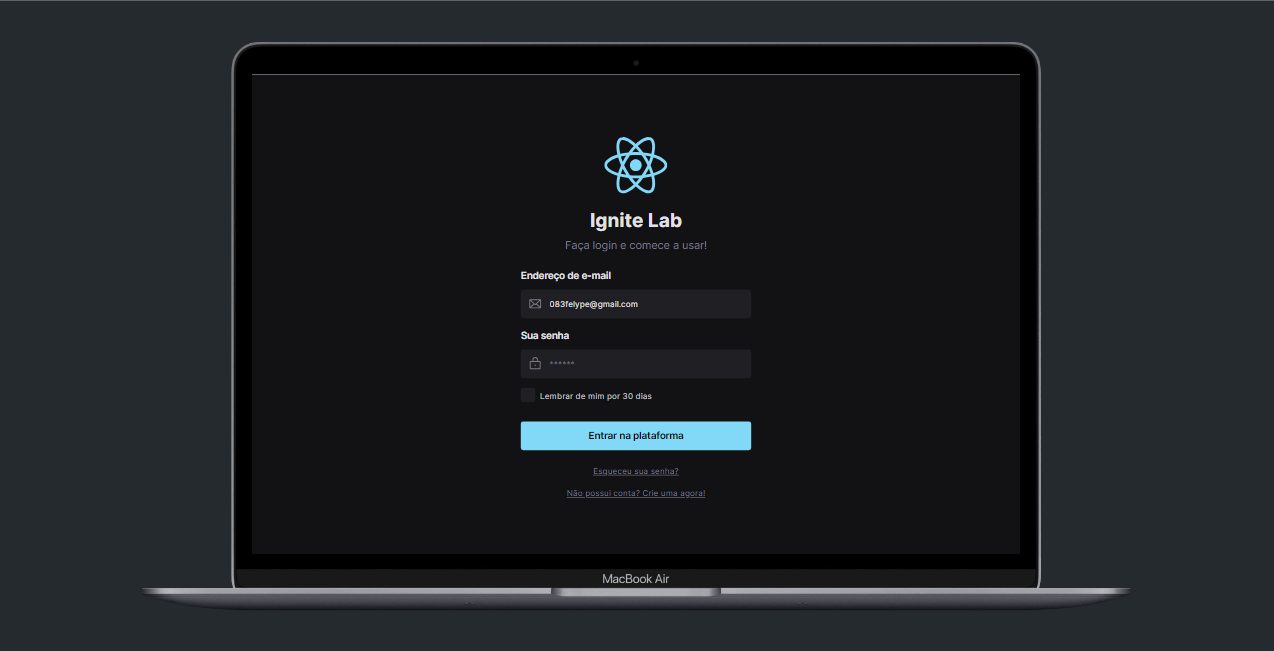 Ignite Lab
Faça login e comece a usar!
Endereço de e-mail
083felype@gmail.com
Sua senha
******
Lembrar de mim por 30 dias
Entrar na plataforma
Esqueceu sua senha?
Não possui conta? Crie uma agora!
MacBook Air